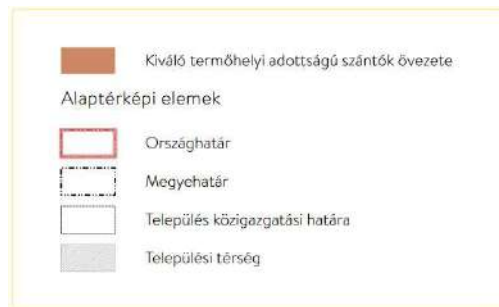 Kiváló termőhelyi adottságú szántók övezete
Alaptérképi elemek
Országhatár
Megyehatár
Település közigazgatási határa
Települési térség